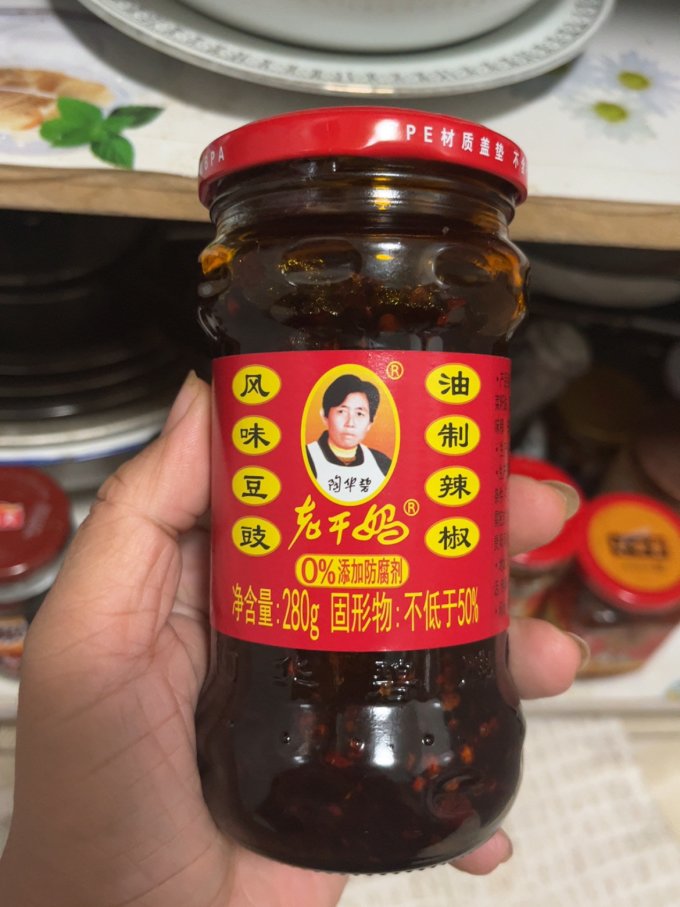 PE材质盖垫 不
风味豆豉
油制辣椒
陶华碧
老干妈®
®
0%添加防腐剂
净含量:280g 固形物:不低于50%